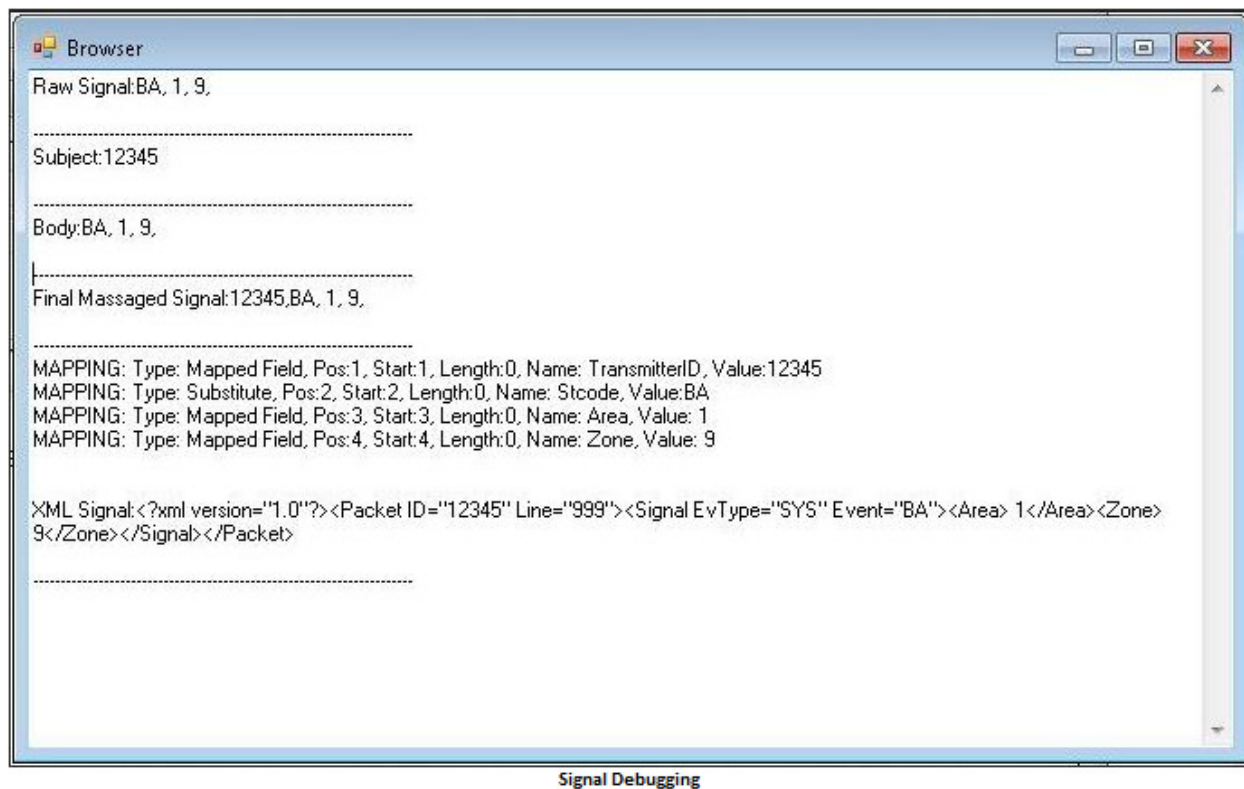 Browser
Raw Signal:BA, 1, 9,
--------------------------------------------------------------------------------
Subject:12345
--------------------------------------------------------------------------------
Body:BA, 1, 9,
--------------------------------------------------------------------------------
Final Massaged Signal:12345,BA, 1, 9,
--------------------------------------------------------------------------------
MAPPING: Type: Mapped Field, Pos:1, Start:1, Length:0, Name: TransmitterID, Value:12345
MAPPING: Type: Substitute, Pos:2, Start:2, Length:0, Name: Stcode, Value:BA
MAPPING: Type: Mapped Field, Pos:3, Start:3, Length:0, Name: Area, Value: 1
MAPPING: Type: Mapped Field, Pos:4, Start:4, Length:0, Name: Zone, Value: 9
XML Signal:<?xml version="1.0"?><Packet ID="12345" Line="999"><Signal EvType="SYS" Event="BA"><Area> 1</Area><Zone>
9</Zone></Signal></Packet>
--------------------------------------------------------------------------------
Signal Debugging